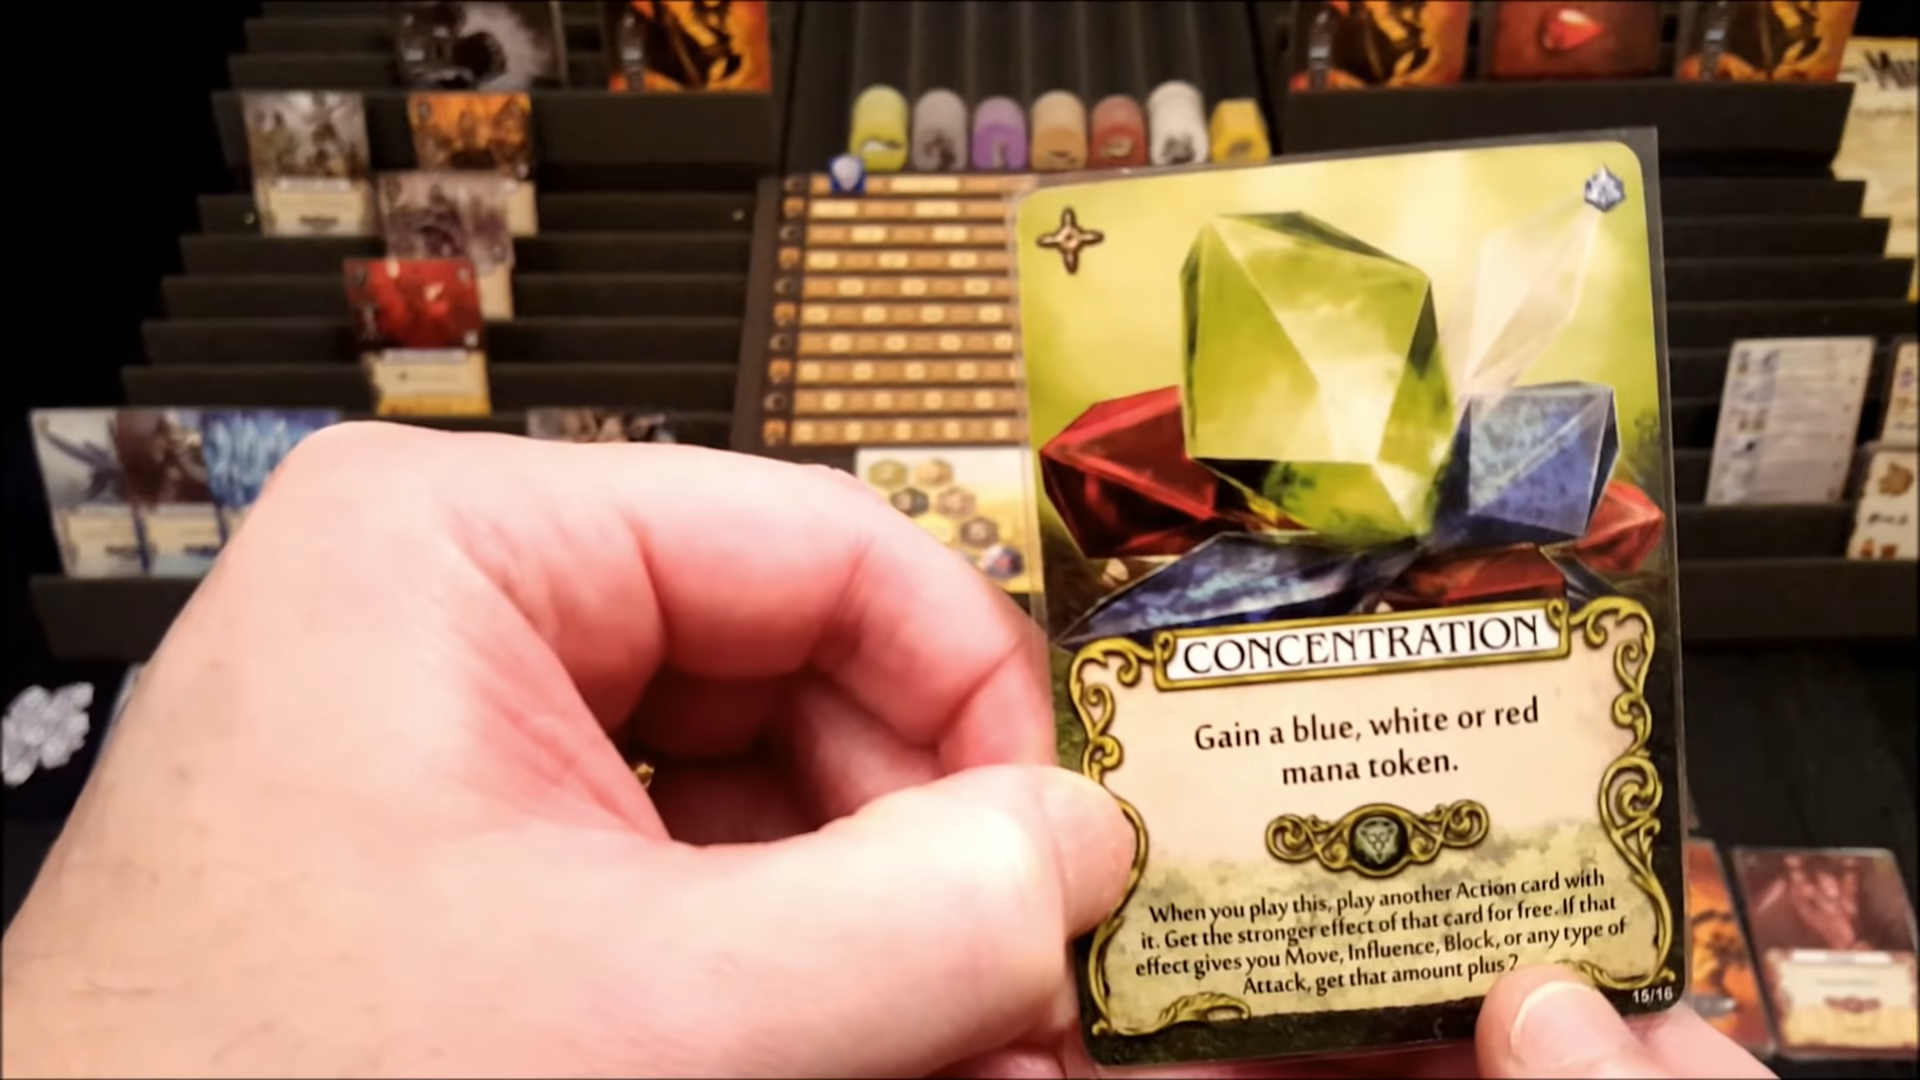 CONCENTRATION
Gain a blue, white or red
mana token.
When you play this, play another Action card with
it. Get the stronger effect of that card for free. If that
effect gives you Move, Influence, Block, or any type of
Attack, get that amount plus 2
15/16